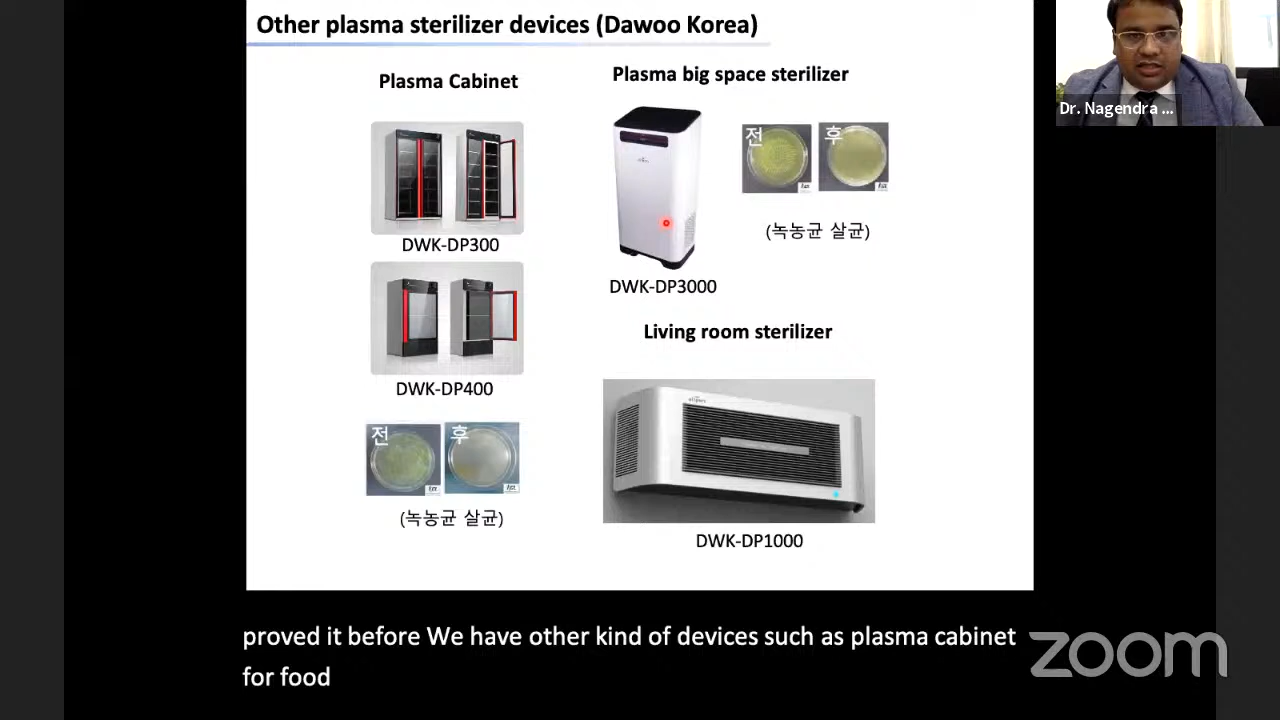 Other plasma sterilizer devices (Dawoo Korea)
Plasma Cabinet
DWK-DP300
DWK-DP400
전 후
(녹농균 살균)
Plasma big space sterilizer
전 후
DWK-DP3000
(녹농균 살균)
Living room sterilizer
DWK-DP1000
Dr. Nagendra ...
proved it before We have other kind of devices such as plasma cabinet
for food
zoom